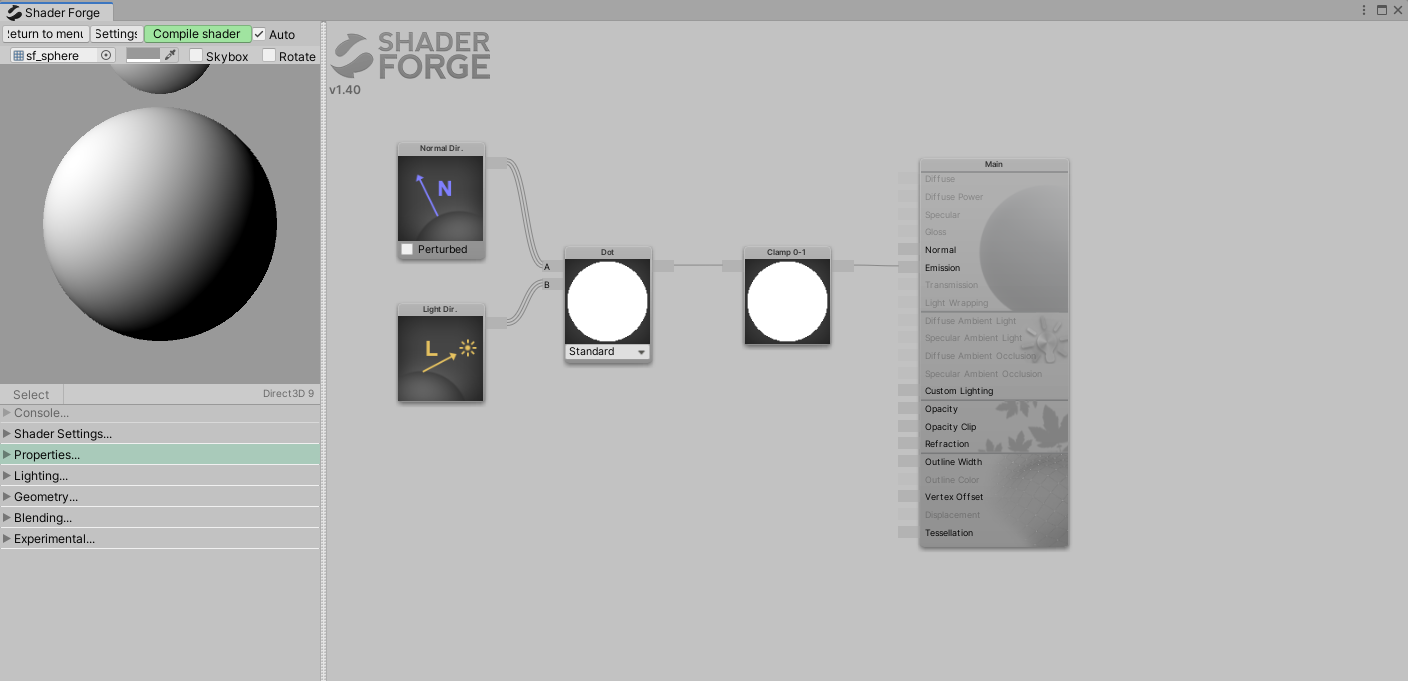 Shader Forge
Return to menu Settings Compile shader Auto
sf_sphere Skybox Rotate
SHADER
FORGE
v1.40
Normal Dir.
N
Perturbed
Light Dir.
L
A
B
Dot
Standard
Clamp 0-1
Main
Diffuse
Diffuse Power
Specular
Gloss
Normal
Emission
Transmission
Light Wrapping
Diffuse Ambient Light
Specular Ambient Light
Diffuse Ambient Occlusion
Specular Ambient Occlusion
Custom Lighting
Opacity
Opacity Clip
Refraction
Outline Width
Outline Color
Vertex Offset
Displacement
Tessellation
Select Direct3D 9
Console...
Shader Settings...
Properties...
Lighting...
Geometry...
Blending...
Experimental...